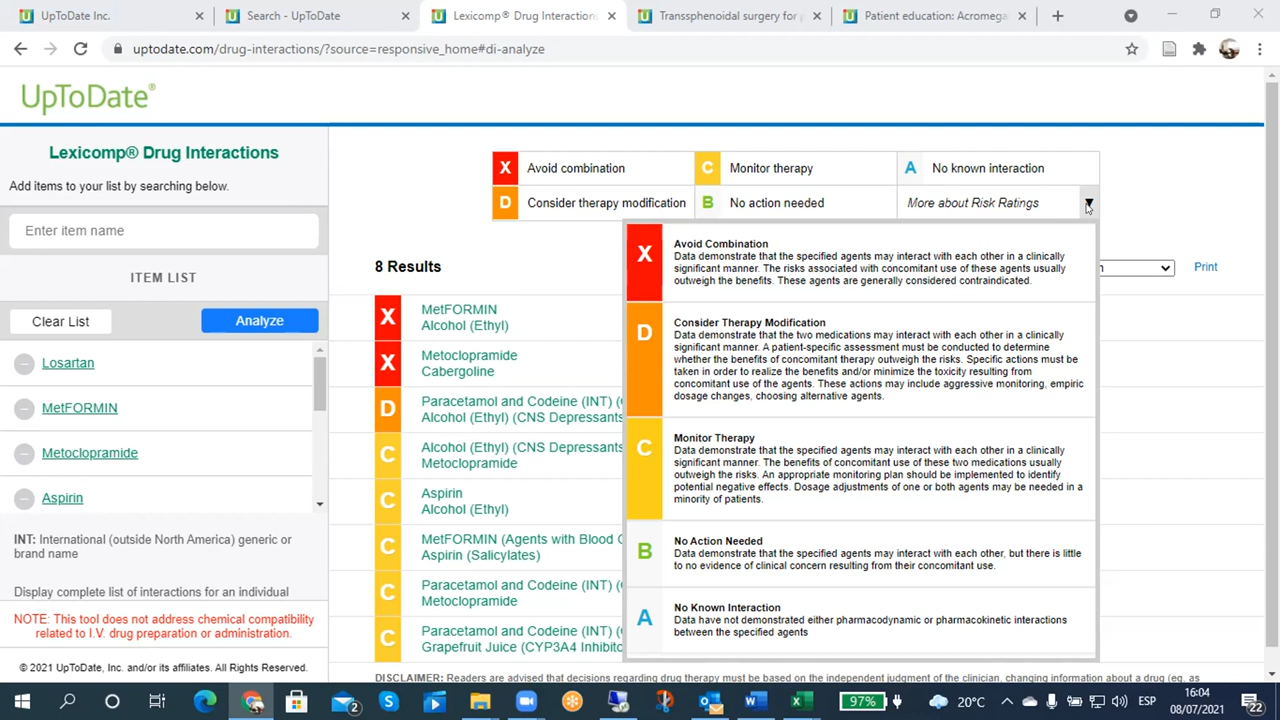 UpToDate Inc.
Search - UpToDate
Lexicomp® Drug Interactions
Transsphenoidal surgery for
Patient education: Acromega
uptodate.com/drug-interactions/?source=responsive_home#di-analyze
UpToDate®
Lexicomp® Drug Interactions
Add items to your list by searching below.
Enter item name
ITEM LIST
Clear List
Analyze
Losartan
MetFORMIN
Metoclopramide
Aspirin
INT: International (outside North America) generic or
brand name
Display complete list of interactions for an individual
NOTE: This tool does not address chemical compatibility
related to I.V. drug preparation or administration.
© 2021 UpToDate, Inc. and/or its affiliates. All Rights Reserved.
X Avoid combination
C Monitor therapy
A No known interaction
D Consider therapy modification
B No action needed
More about Risk Ratings
8 Results
Print
X MetFORMIN
Alcohol (Ethyl)
X Metoclopramide
Cabergoline
D Paracetamol and Codeine (INT) (
Alcohol (Ethyl) (CNS Depressants
C Alcohol (Ethyl) (CNS Depressants
Metoclopramide
C Aspirin
Alcohol (Ethyl)
C MetFORMIN (Agents with Blood
Aspirin (Salicylates)
C Paracetamol and Codeine (INT) (
Metoclopramide
C Paracetamol and Codeine (INT) (
Grapefruit Juice (CYP3A4 Inhibito
X Avoid Combination
Data demonstrate that the specified agents may interact with each other in a clinically
significant manner. The risks associated with concomitant use of these agents usually
outweigh the benefits. These agents are generally considered contraindicated.
D Consider Therapy Modification
Data demonstrate that the two medications may interact with each other in a clinically
significant manner. A patient-specific assessment must be conducted to determine
whether the benefits of concomitant therapy outweigh the risks. Specific actions must be
taken in order to realize the benefits and/or minimize the toxicity resulting from
concomitant use of the agents. These actions may include aggressive monitoring, empiric
dosage changes, choosing alternative agents.
C Monitor Therapy
Data demonstrate that the specified agents may interact with each other in a clinically
significant manner. The benefits of concomitant use of these two medications usually
outweigh the risks. An appropriate monitoring plan should be implemented to identify
potential negative effects. Dosage adjustments of one or both agents may be needed in a
minority of patients.
B No Action Needed
Data demonstrate that the specified agents may interact with each other, but there is little
to no evidence of clinical concern resulting from their concomitant use.
A No Known Interaction
Data have not demonstrated either pharmacodynamic or pharmacokinetic interactions
between the specified agents
DISCLAIMER: Readers are advised that decisions regarding drug therapy must be based on the independent judgment of the clinician, changing information about a drug (eg, as
97%
20°C
ESP
16:04
08/07/2021
22
2